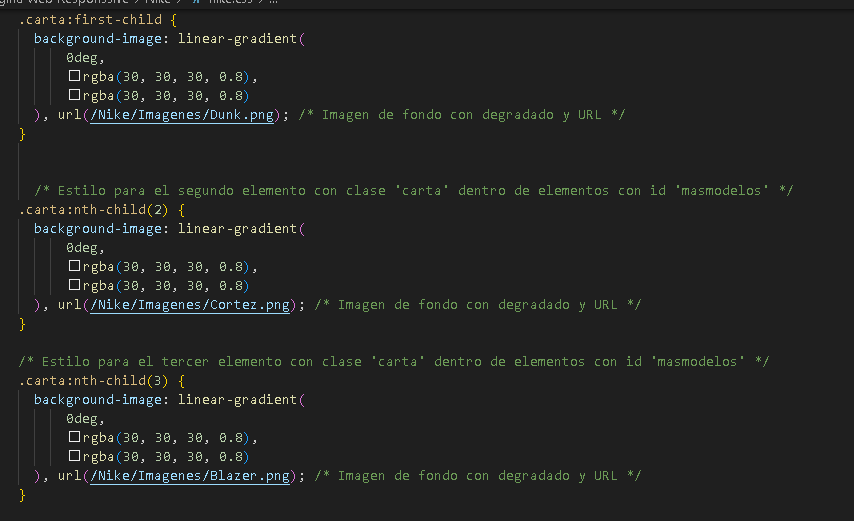 .carta:first-child {
background-image: linear-gradient(
0deg,
rgba(30, 30, 30, 0.8),
rgba(30, 30, 30, 0.8)
), url(/Nike/Imagenes/Dunk.png); /* Imagen de fondo con degradado y URL */
}
/* Estilo para el segundo elemento con clase 'carta' dentro de elementos con id 'masmodelos' */
.carta:nth-child(2) {
background-image: linear-gradient(
0deg,
rgba(30, 30, 30, 0.8),
rgba(30, 30, 30, 0.8)
), url(/Nike/Imagenes/Cortez.png); /* Imagen de fondo con degradado y URL */
}
/* Estilo para el tercer elemento con clase 'carta' dentro de elementos con id 'masmodelos' */
.carta:nth-child(3) {
background-image: linear-gradient(
0deg,
rgba(30, 30, 30, 0.8),
rgba(30, 30, 30, 0.8)
), url(/Nike/Imagenes/Blazer.png); /* Imagen de fondo con degradado y URL */
}